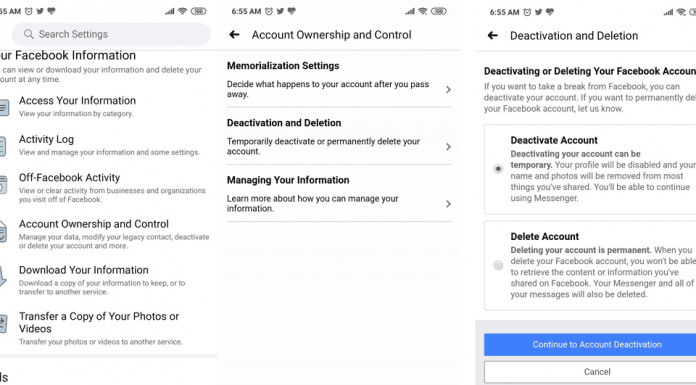 55 AM
100
Search Settings
ur Facebook Information
can view or download your information and delete your
ount at any time.
Access Your Information
View your information by category.
Activity Log
View and manage your information and some settings.
Off-Facebook Activity
View or clear activity from businesses and organizations
you visit off of Facebook.
Account Ownership and Control
Manage your data, modify your legacy contact, deactivate
or delete your account and more.
Download Your Information
Download a copy of your information to keep, or to
transfer to another service.
Transfer a Copy of Your Photos or
Videos
Transfer your photos or videos to another service.
ls
6:55 AM
100
Account Ownership and Control
Memorialization Settings
Decide what happens to your account after you pass
away.
Deactivation and Deletion
Temporarily deactivate or permanently delete your
account.
Managing Your Information
Learn more about how you can manage your
information.
6:55 AM
Deactivation and Deletion
Deactivating or Deleting Your Facebook Accoun
If you want to take a break from Facebook, you can
deactivate your account. If you want to permanently del
your Facebook account, let us know.
Deactivate Account
Deactivating your account can be
temporary. Your profile will be disabled and your
name and photos will be removed from most
things you've shared. You'll be able to continue
using Messenger.
Delete Account
Deleting your account is permanent. When you
delete your Facebook account, you won't be able
to retrieve the content or information you've
shared on Facebook. Your Messenger and all of
your messages will also be deleted.
Continue to Account Deactivation
Cancel